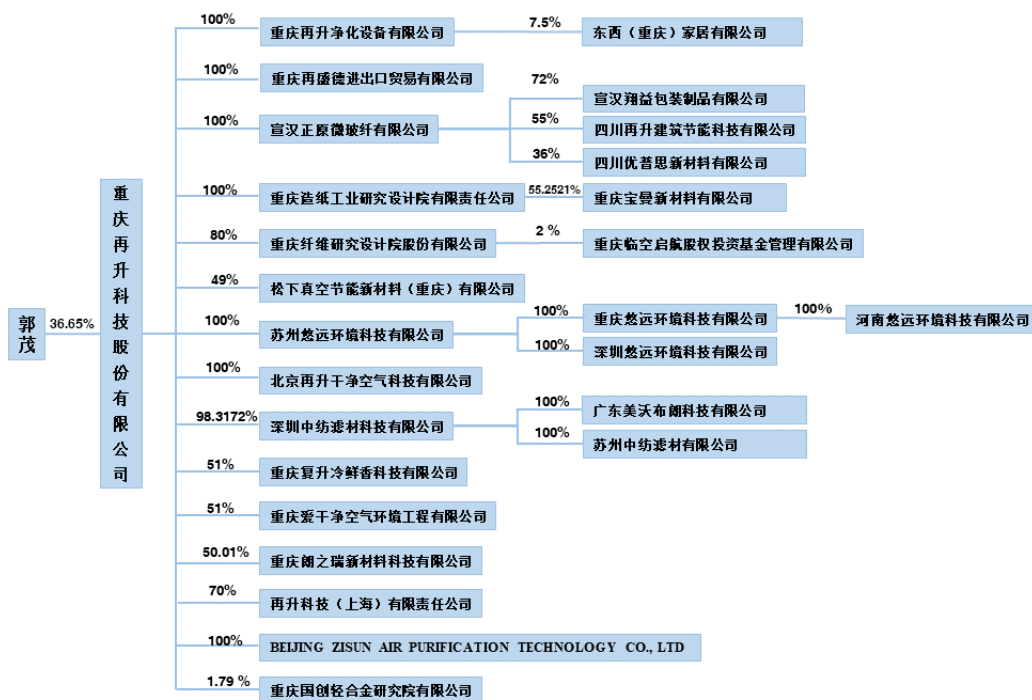 郭茂
36.65%
重庆再升科技股份有限公司
100%
重庆再升净化设备有限公司
7.5%
东西（重庆）家居有限公司
100%
重庆再盛德进出口贸易有限公司
100%
宣汉正原微玻纤有限公司
72%
宣汉翔益包装制品有限公司
55%
四川再升建筑节能科技有限公司
36%
四川优普思新材料有限公司
100%
重庆造纸工业研究设计院有限责任公司
55.2521%
重庆宝曼新材料有限公司
80%
重庆纤维研究设计院股份有限公司
2 %
重庆临空启航股权投资基金管理有限公司
49%
松下真空节能新材料（重庆）有限公司
100%
苏州悠远环境科技有限公司
100%
重庆悠远环境科技有限公司
100%
河南悠远环境科技有限公司
100%
深圳悠远环境科技有限公司
100%
北京再升干净空气科技有限公司
98.3172%
深圳中纺滤材科技有限公司
100%
广东美沃布朗科技有限公司
100%
苏州中纺滤材有限公司
51%
重庆复升冷鲜香科技有限公司
51%
重庆爱干净空气环境工程有限公司
50.01%
重庆朗之瑞新材料科技有限公司
70%
再升科技（上海）有限责任公司
100%
BEIJING ZISUN AIR PURIFICATION TECHNOLOGY CO., LTD
1.79 %
重庆国创轻合金研究院有限公司